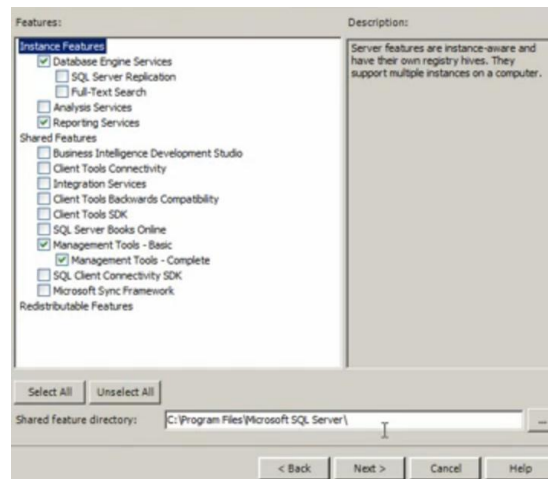 Features:
Instance Features
Database Engine Services
SQL Server Replication
Full-Text Search
Analysis Services
Reporting Services
Shared Features
Business Intelligence Development Studio
Client Tools Connectivity
Integration Services
Client Tools Backwards Compatibility
Client Tools SDK
SQL Server Books Online
Management Tools - Basic
Management Tools - Complete
SQL Client Connectivity SDK
Microsoft Sync Framework
Redistributable Features
Description:
Server features are instance-aware and
have their own registry hives. They
support multiple instances on a computer.
Select All Unselect All
Shared feature directory: C:\Program Files\Microsoft SQL Server\ ...
< Back Next > Cancel Help